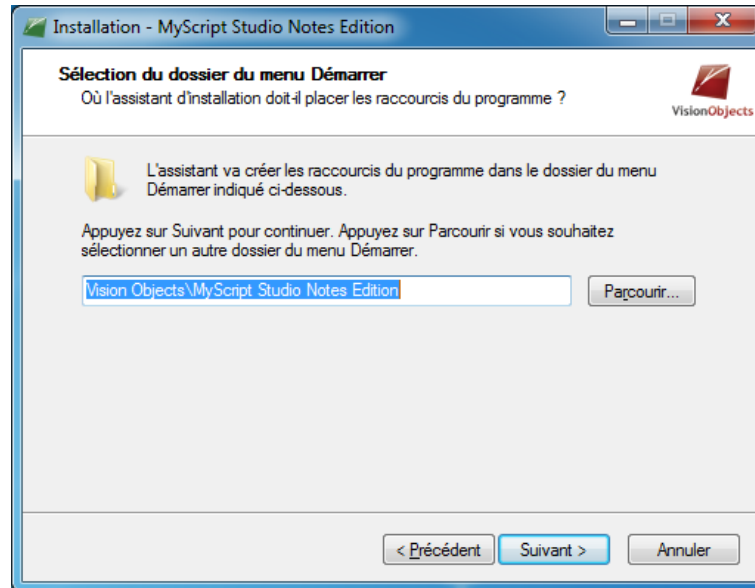 Installation - MyScript Studio Notes Edition
Sélection du dossier du menu Démarrer
Où l'assistant d'installation doit-il placer les raccourcis du programme ?
VisionObjects
L'assistant va créer les raccourcis du programme dans le dossier du menu
Démarrer indiqué ci-dessous.
Appuyez sur Suivant pour continuer. Appuyez sur Parcourir si vous souhaitez
sélectionner un autre dossier du menu Démarrer.
Vision Objects\MyScript Studio Notes Edition
Parcourir...
< Précédent
Suivant >
Annuler